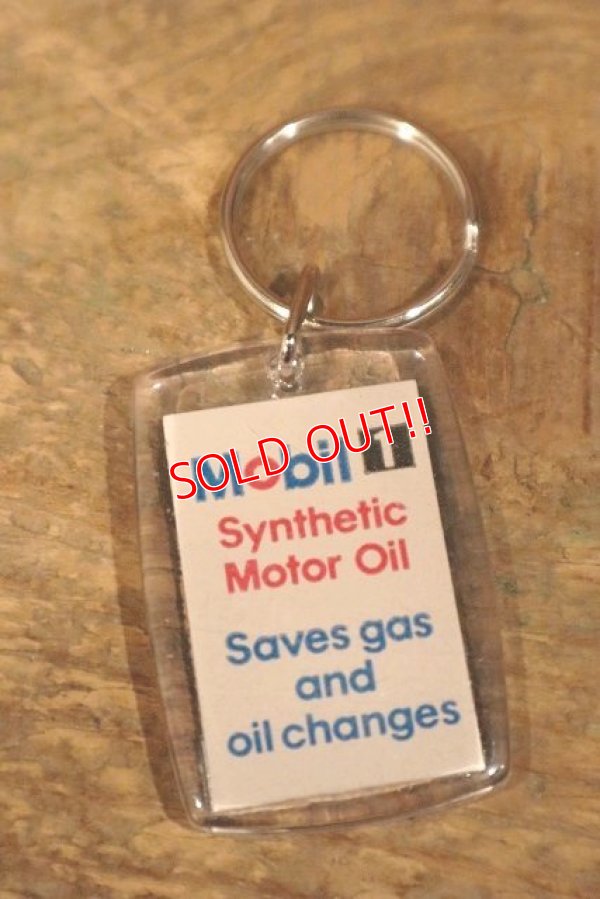 SOLD OUT!!
Mobil 1
Synthetic
Motor Oil
Saves gas
and
oil changes